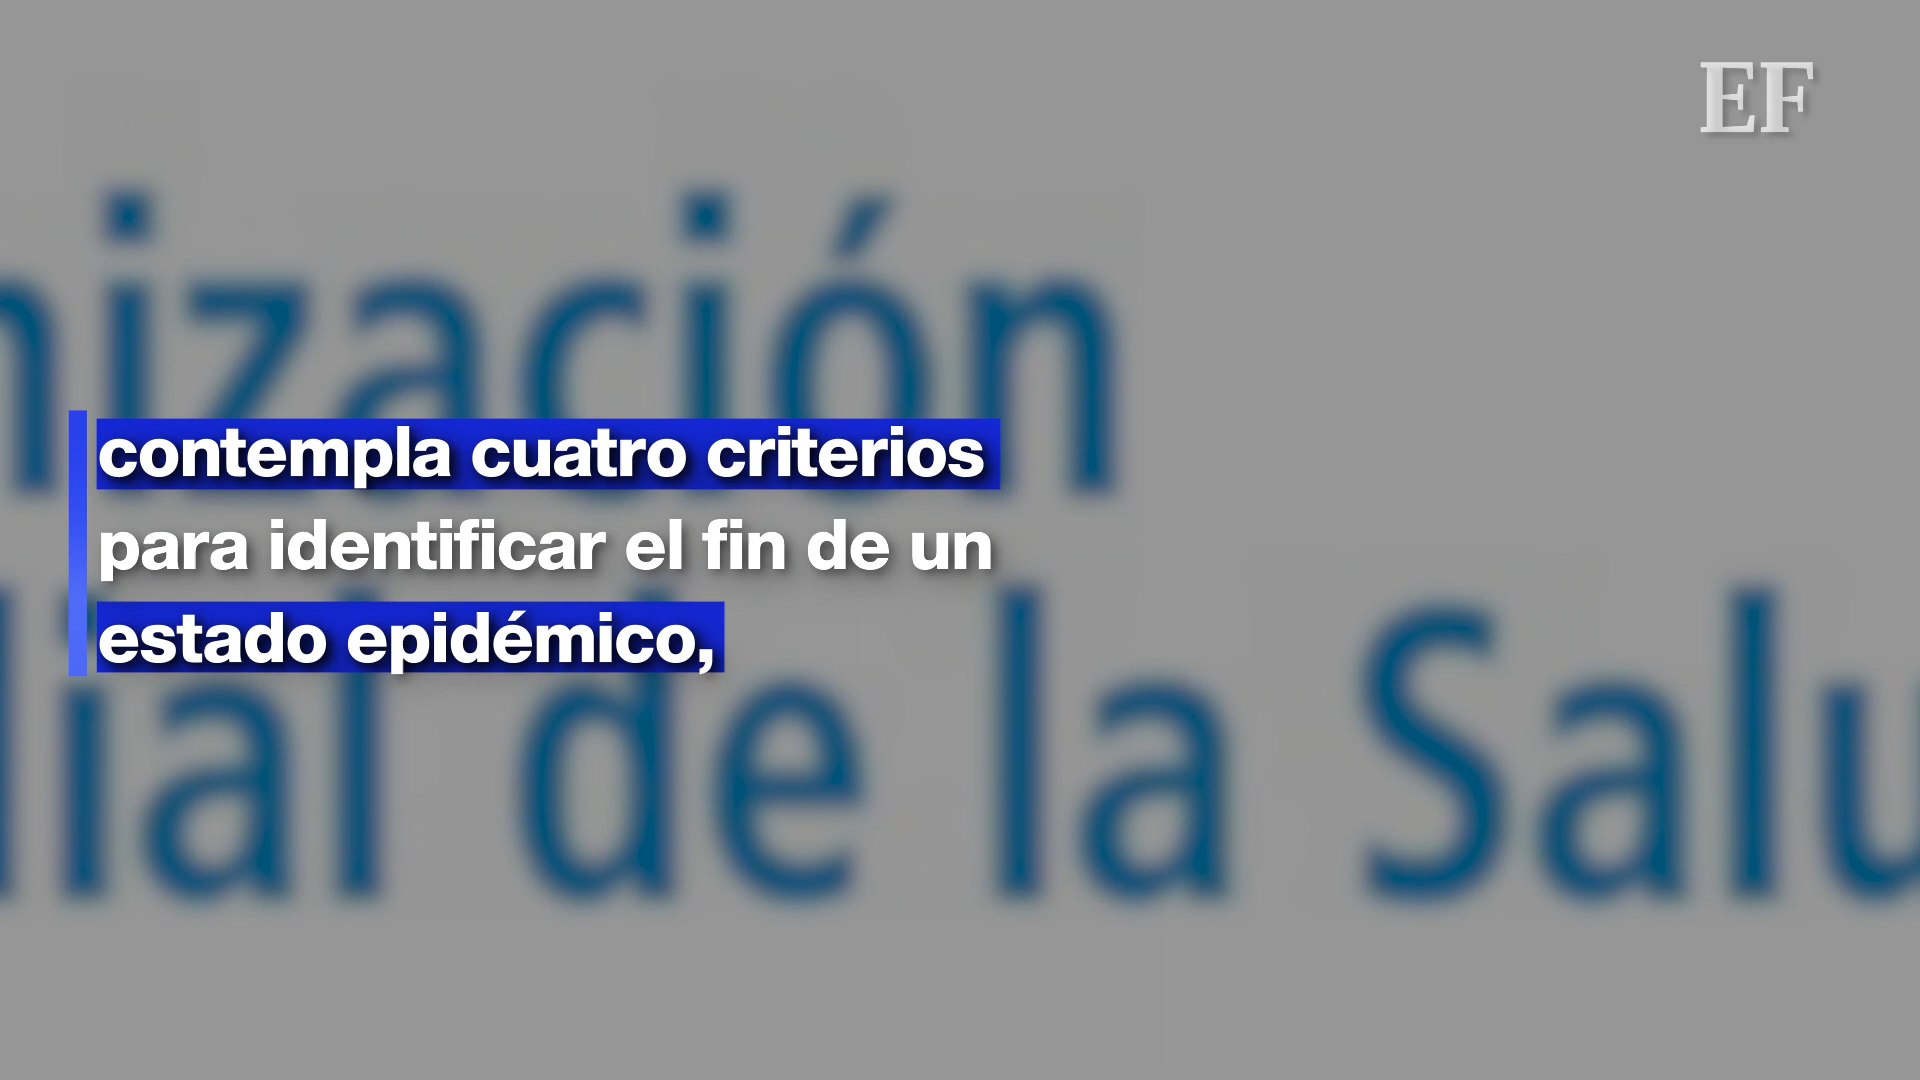 EF
nización
contempla cuatro criterios
para identificar el fin de un
estado epidémico,
dial de la Salu